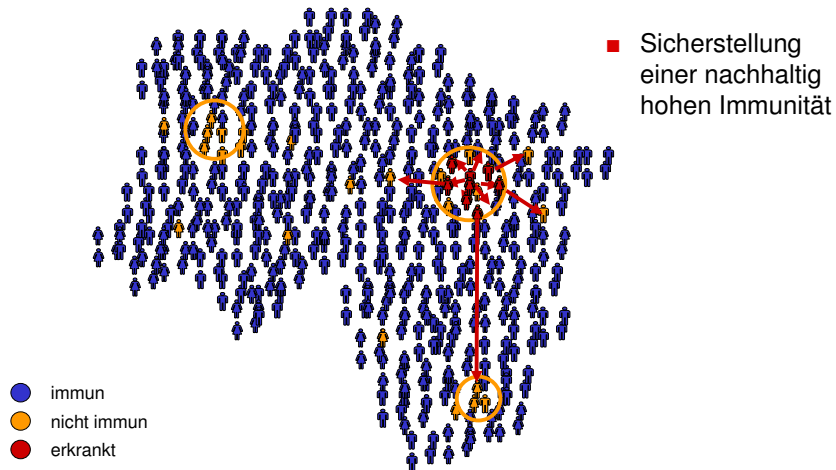 Sicherstellung
einer nachhaltig
hohen Immunität
immun
nicht immun
erkrankt